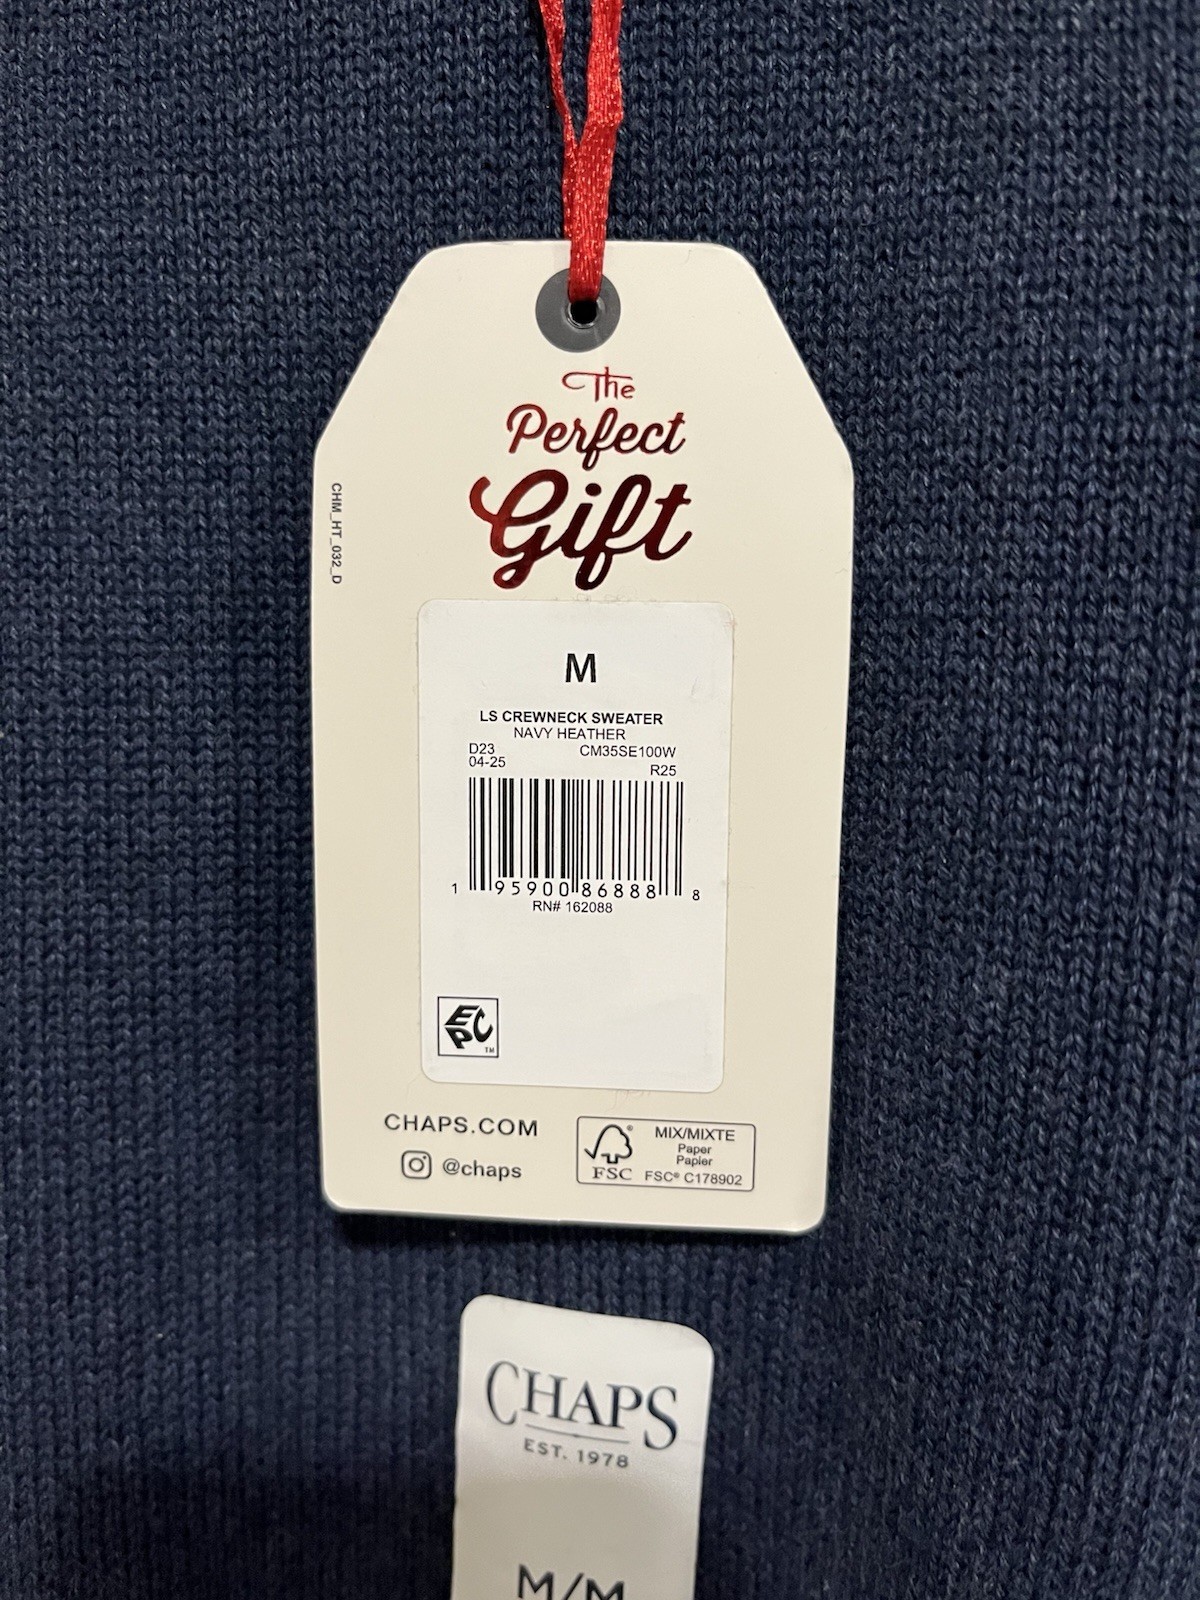 The
Perfect
Gift
CHM_HT_032_D
M
LS CREWNECK SWEATER
NAVY HEATHER
D23 CM35SE100W
04-25 R25
1 95900 86888 8
RN# 162088
EPC™
CHAPS.COM
@chaps
FSC®
MIX/MIXTE
Paper
Papier
FSC® C178902
CHAPS
EST. 1978
M/M